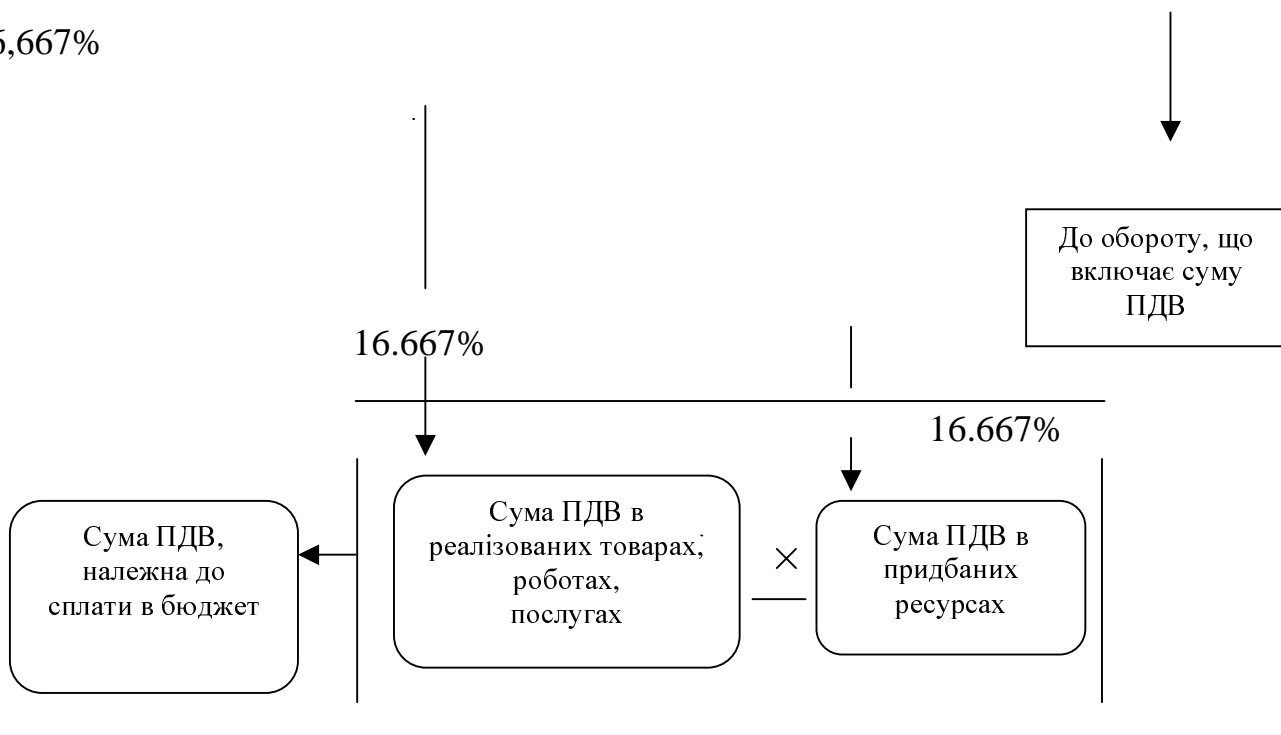 6,667%
До обороту, що
включає суму
ПДВ
16.667%
16.667%
Сума ПДВ,
належна до
сплати в бюджет
Сума ПДВ в
реалізованих товарах,
роботах,
послугах
×
Сума ПДВ в
придбаних
ресурсах